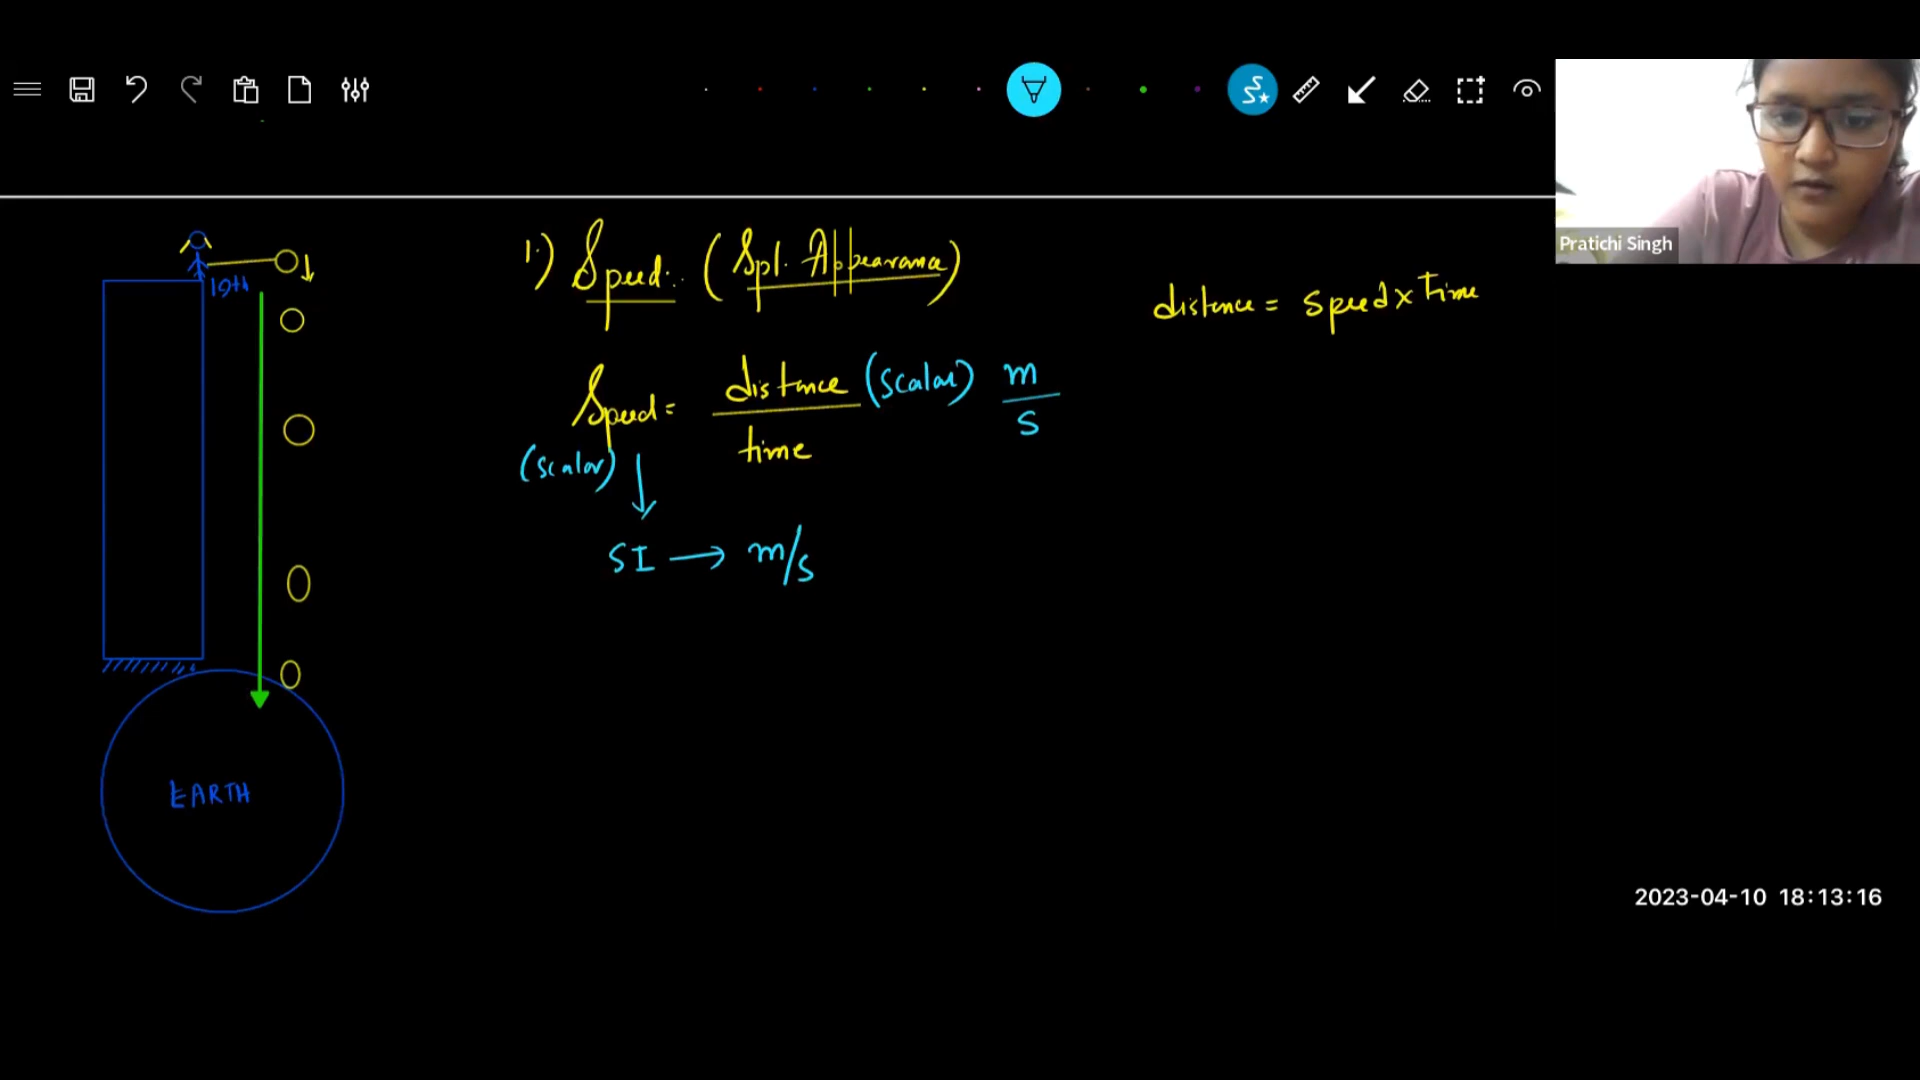 Pratichi Singh
1.) Speed:- (Spl. Appearance)
19th
distance = speed x time
Speed = distance (scalar) m
time s
(scalar)
SI → m/s
EARTH
2023-04-10 18:13:16